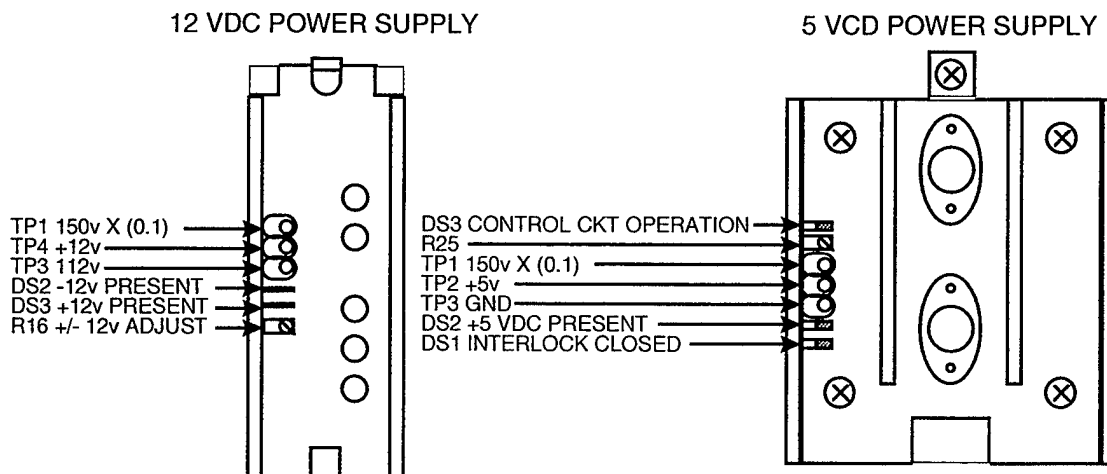 12 VDC POWER SUPPLY
TP1 150v X (0.1)
TP4 +12v
TP3 112v
DS2 -12v PRESENT
DS3 +12v PRESENT
R16 +/- 12v ADJUST
5 VCD POWER SUPPLY
DS3 CONTROL CKT OPERATION
R25
TP1 150v X (0.1)
TP2 +5v
TP3 GND
DS2 +5 VDC PRESENT
DS1 INTERLOCK CLOSED